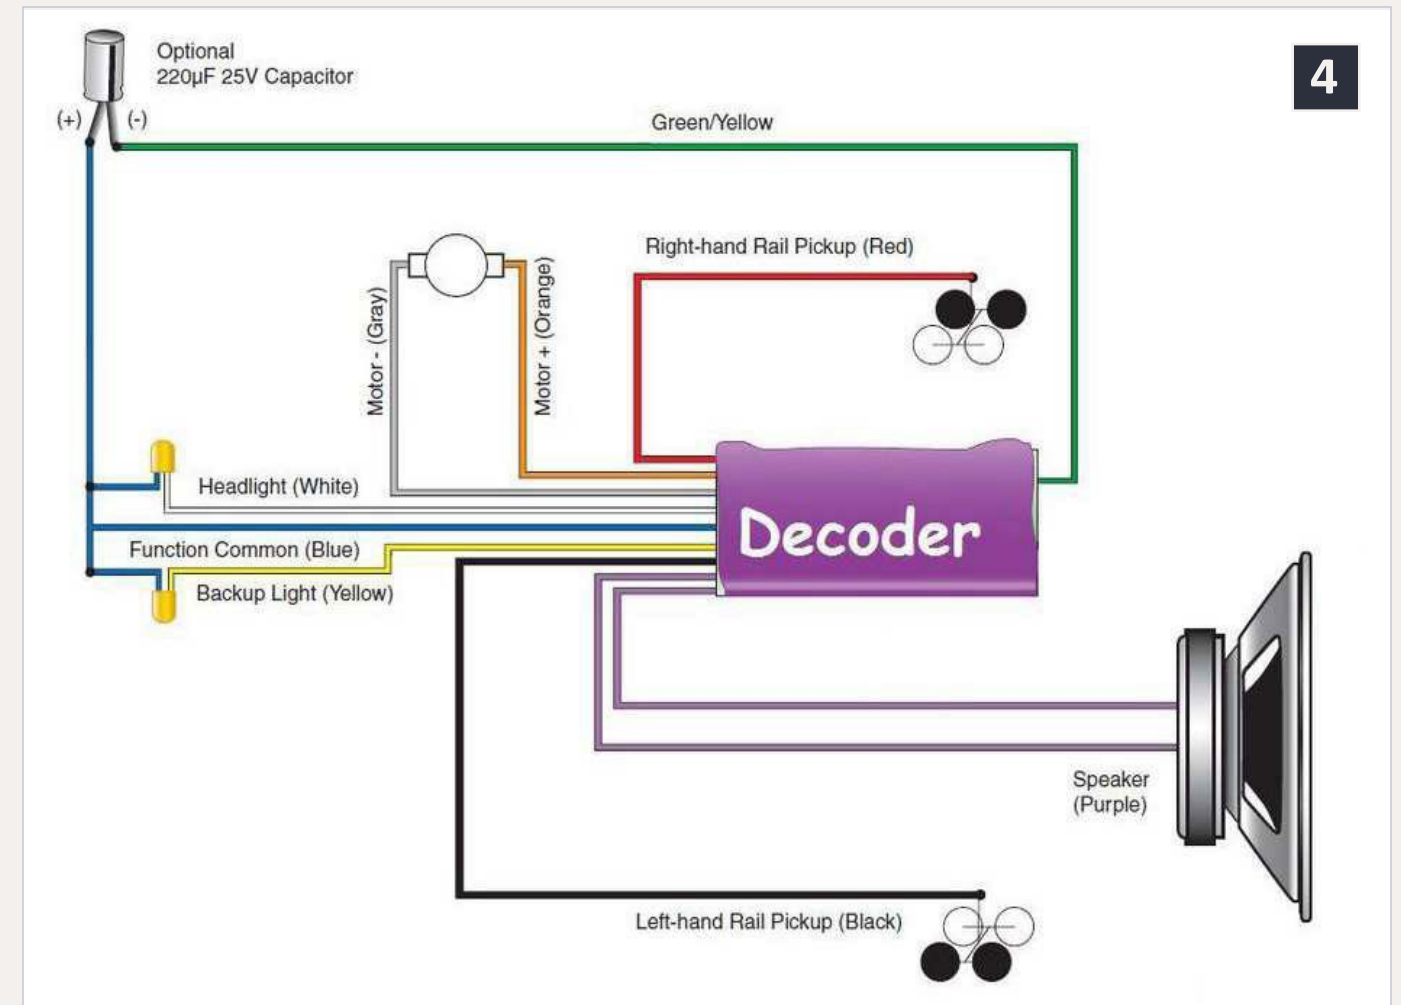 Optional
220µF 25V Capacitor
4
(+)
(-)
Green/Yellow
Right-hand Rail Pickup (Red)
Motor - (Gray)
Motor + (Orange)
Headlight (White)
Decoder
Function Common (Blue)
Backup Light (Yellow)
Speaker
(Purple)
Left-hand Rail Pickup (Black)